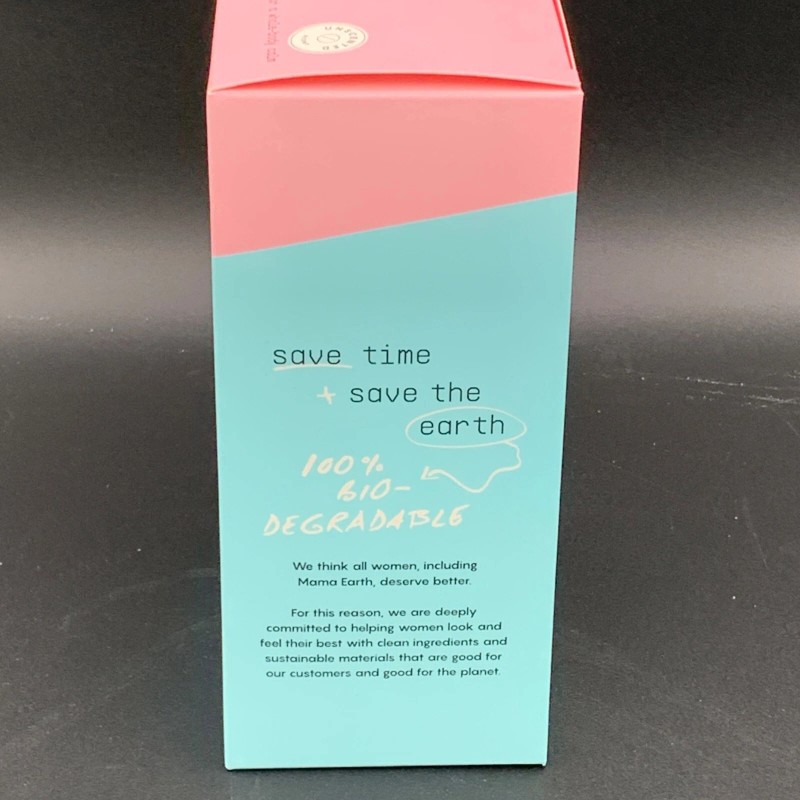 UNSCENTED
save time
+ save the
earth
100%
BIO-
DEGRADABLE
We think all women, including
Mama Earth, deserve better.
For this reason, we are deeply
committed to helping women look and
feel their best with clean ingredients and
sustainable materials that are good for
our customers and good for the planet.